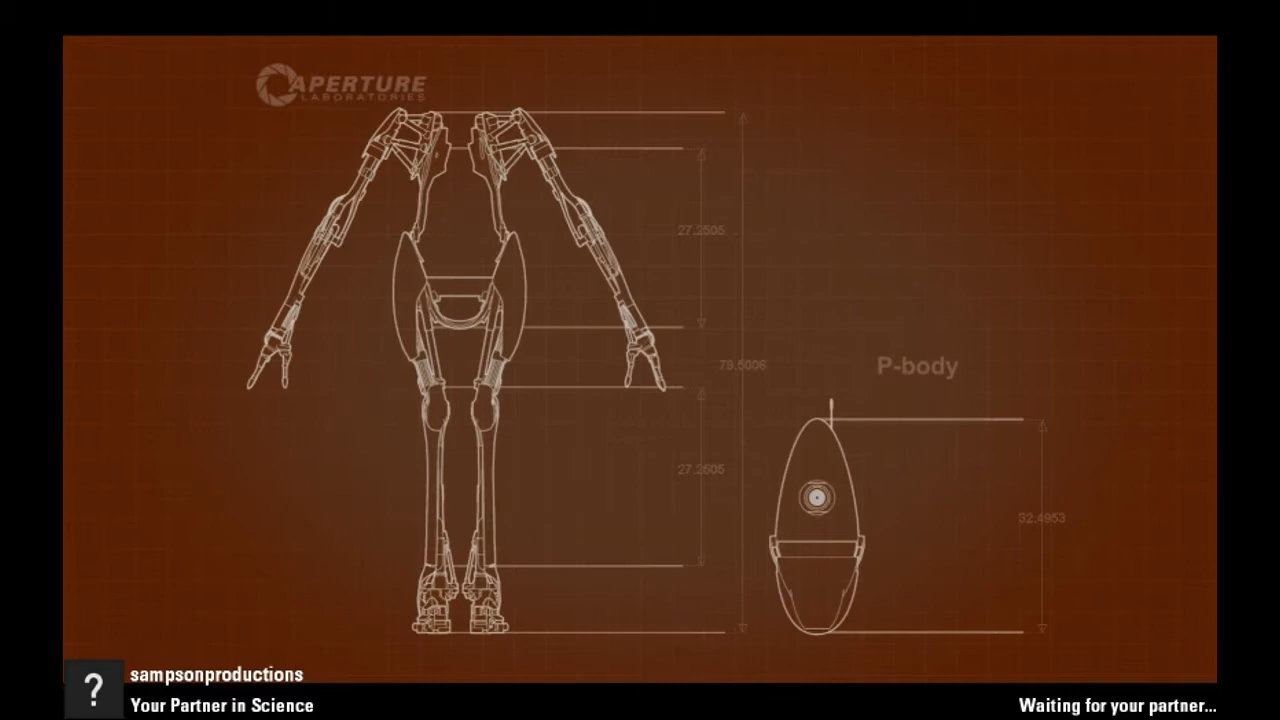 APERTURE
LABORATORIES
27.2505
79.5006
P-body
27.2605
32.4953
?
sampsonproductions
Your Partner in Science
Waiting for your partner...